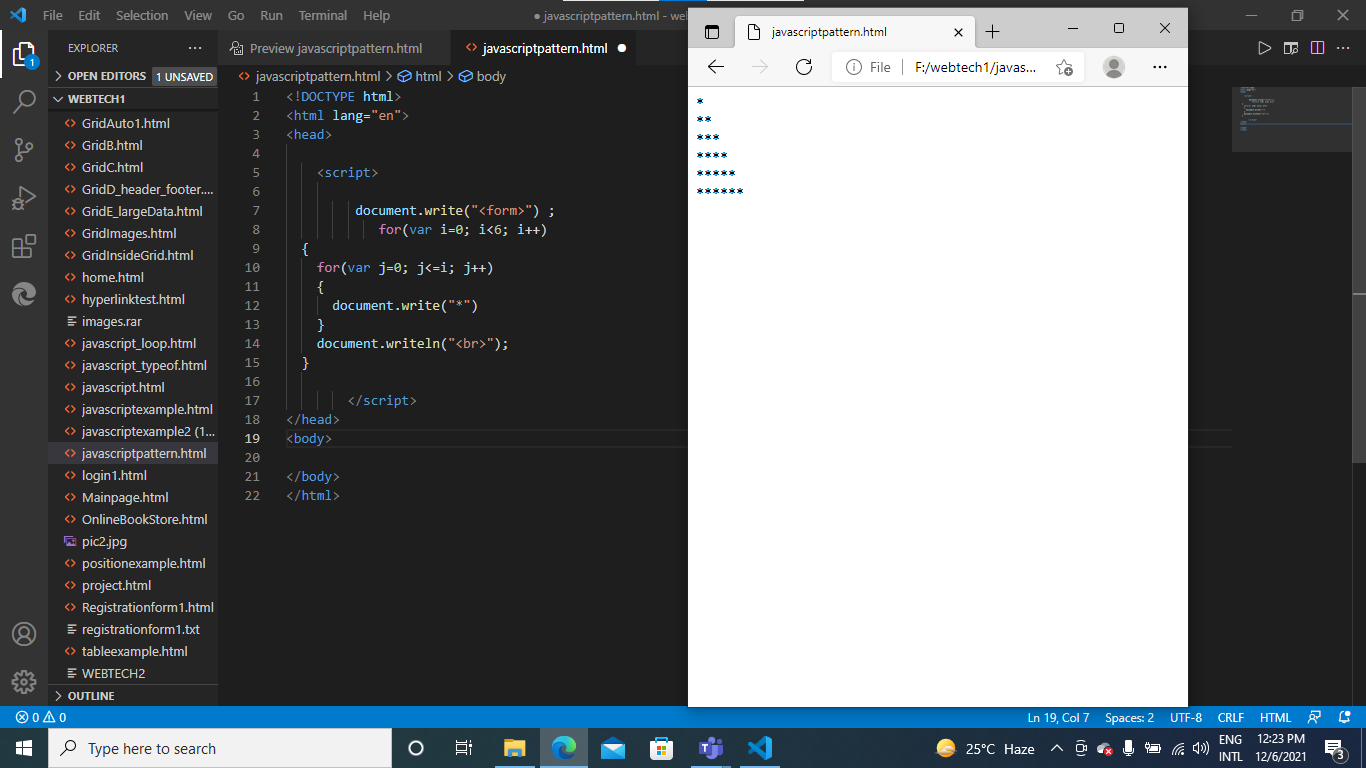 File Edit Selection View Go Run Terminal Help
● javascriptpattern.html - we
EXPLORER ···
OPEN EDITORS 1 UNSAVED
WEBTECH1
GridAuto1.html
GridB.html
GridC.html
GridD_header_footer....
GridE_largeData.html
GridImages.html
GridInsideGrid.html
home.html
hyperlinktest.html
images.rar
javascript_loop.html
javascript_typeof.html
javascript.html
javascriptexample.html
javascriptexample2 (1...
javascriptpattern.html
login1.html
Mainpage.html
OnlineBookStore.html
pic2.jpg
positionexample.html
project.html
Registrationform1.html
registrationform1.txt
tableexample.html
WEBTECH2
OUTLINE
1
Preview javascriptpattern.html
javascriptpattern.html ●
javascriptpattern.html > html > body
1 <!DOCTYPE html>
2 <html lang="en">
3 <head>
4
5 <script>
6
7 document.write("<form>") ;
8 for(var i=0; i<6; i++)
9 {
10 for(var j=0; j<=i; j++)
11 {
12 document.write("*")
13 }
14 document.writeln("<br>");
15 }
16
17 </script>
18 </head>
19 <body>
20
21 </body>
22 </html>
javascriptpattern.html
File F:/webtech1/javas...
*
**
***
****
*****
******
0 0
Ln 19, Col 7 Spaces: 2 UTF-8 CRLF HTML
Type here to search
25°C Haze
ENG
INTL
12:23 PM
12/6/2021
3